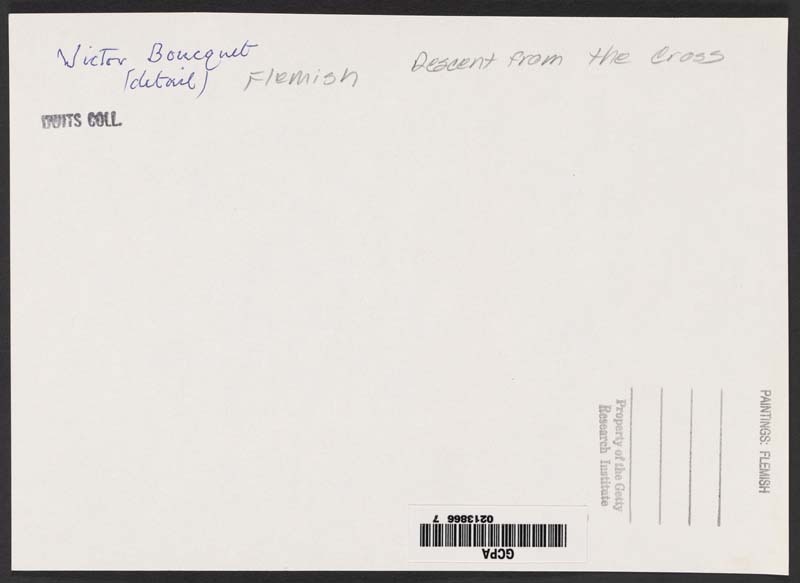 Victor Boucquet
(detail) Flemish
Descent from the Cross
DUITS COLL.
PAINTINGS: FLEMISH
Property of the Getty
Research Institute
GCPA
0213866 7